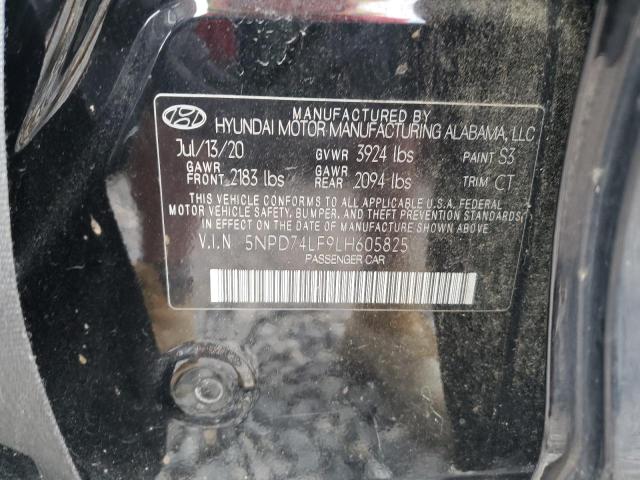 MANUFACTURED BY
HYUNDAI MOTOR MANUFACTURING ALABAMA, LLC
Jul/13/20 GVWR 3924 lbs PAINT S3
GAWR FRONT 2183 lbs GAWR REAR 2094 lbs TRIM CT
THIS VEHICLE CONFORMS TO ALL APPLICABLE U.S.A. FEDERAL
MOTOR VEHICLE SAFETY, BUMPER, AND THEFT PREVENTION STANDARDS
IN EFFECT ON THE DATE OF MANUFACTURE SHOWN ABOVE.
V.I.N 5NPD74LF9LH605825
PASSENGER CAR